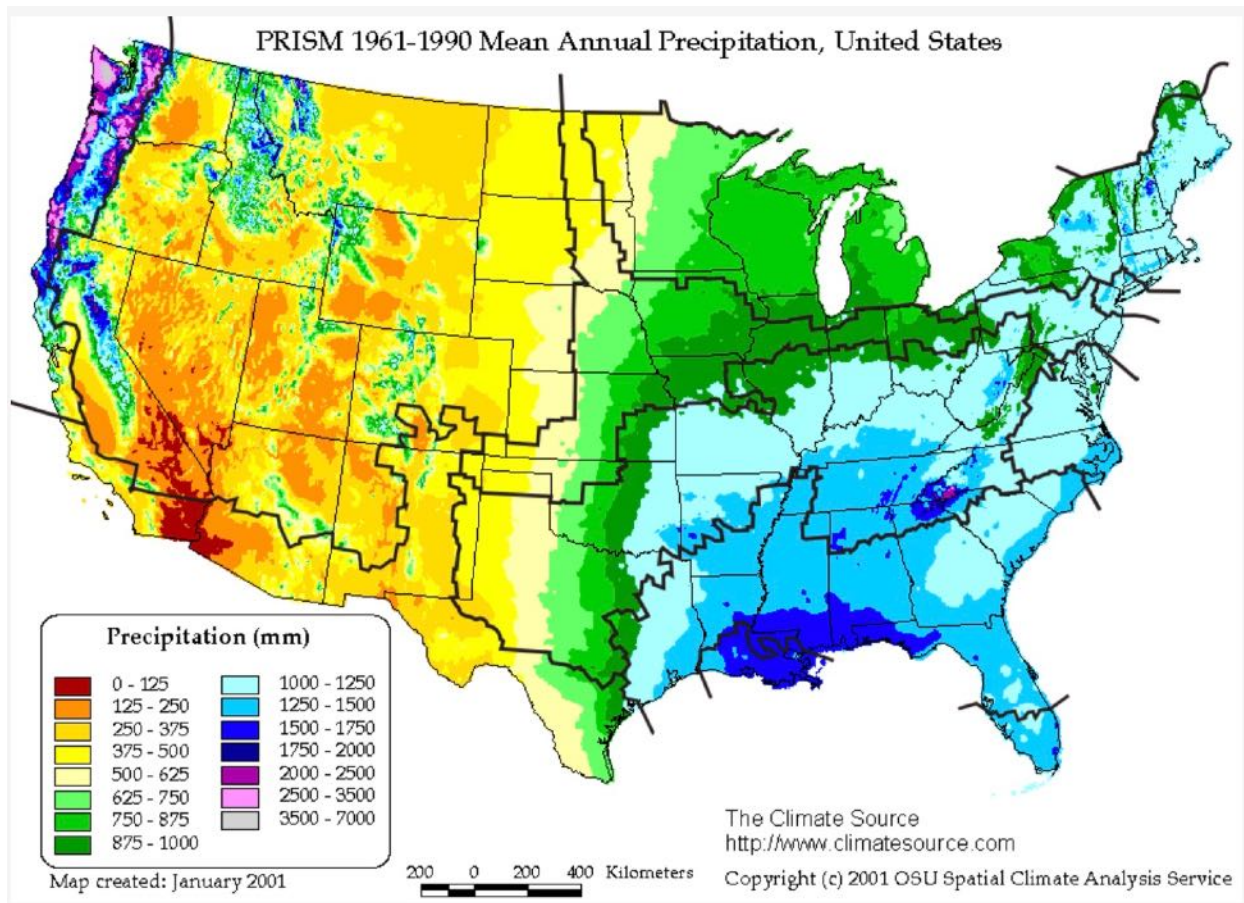 PRISM 1961-1990 Mean Annual Precipitation, United States
Precipitation (mm)
0 - 125
125 - 250
250 - 375
375 - 500
500 - 625
625 - 750
750 - 875
875 - 1000
1000 - 1250
1250 - 1500
1500 - 1750
1750 - 2000
2000 - 2500
2500 - 3500
3500 - 7000
Map created: January 2001
200 0 200 400 Kilometers
The Climate Source
http://www.climatesource.com
Copyright (c) 2001 OSU Spatial Climate Analysis Service